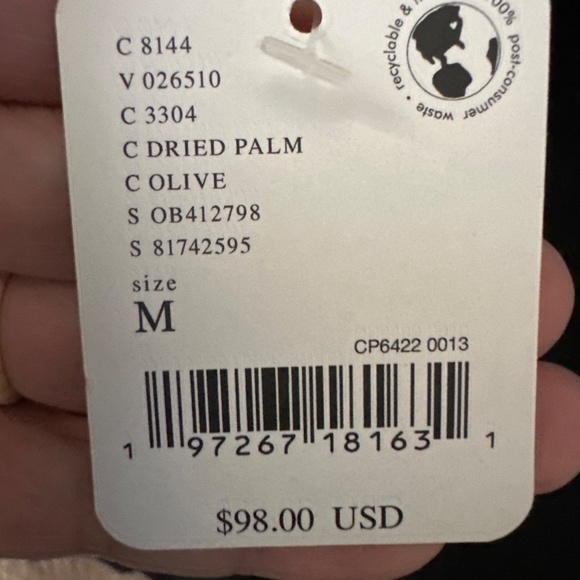 recyclable &
00% post-consumer waste •
C 8144
V 026510
C 3304
C DRIED PALM
C OLIVE
S OB412798
S 81742595
size
M
CP6422 0013
1 97267 18163 1
$98.00 USD